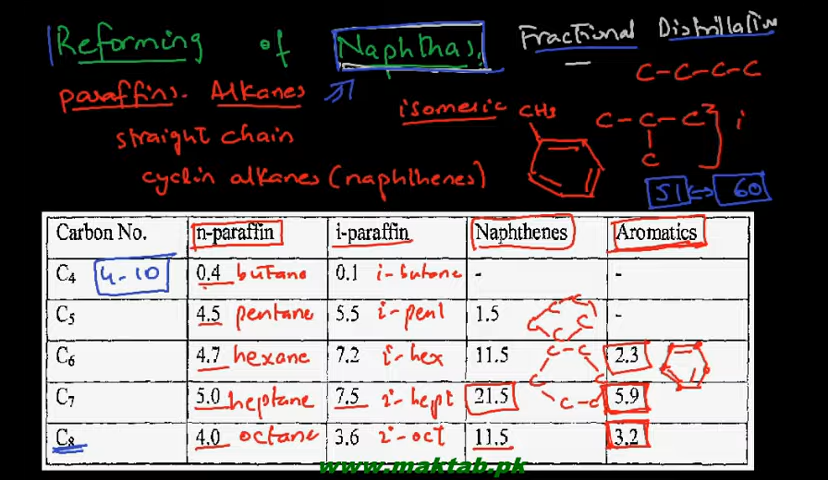 Reforming of Naphthas. Fractional Distrillation
C-C-C-C
paraffins. Alkanes
isomeric CH3 C-C-C
C
i
straight chain
cyclin alkanes (naphthenes)
51 ↔ 60
Carbon No. n-paraffin i-paraffin Naphthenes Aromatics
C4 4-10 0.4 butane 0.1 i-butane - -
C5 4.5 pentane 5.5 i-pent 1.5 -
C6 4.7 hexane 7.2 i-hex 11.5 2.3
C7 5.0 heptane 7.5 i-hept 21.5 5.9
C8 4.0 octane 3.6 i-oct 11.5 3.2
www.maktab.pk